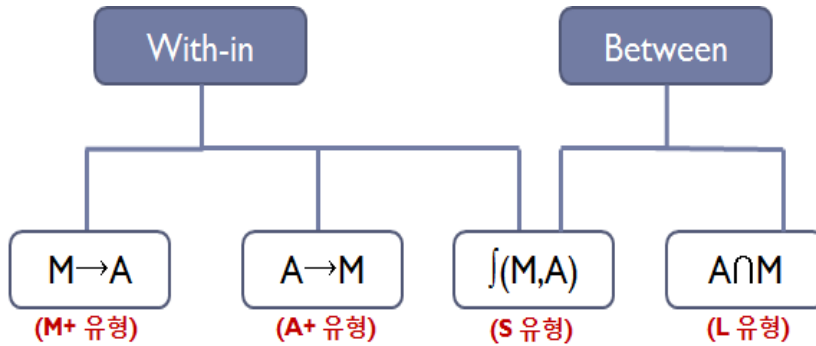 With-in Between
M→A A→M ∫(M,A) A∩M
(M+ 유형) (A+ 유형) (S 유형) (L 유형)